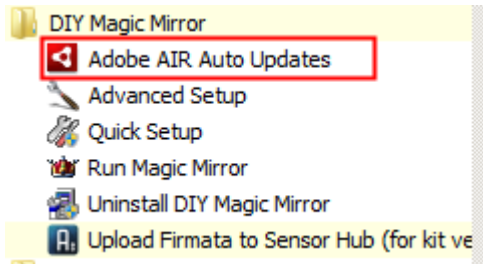 DIY Magic Mirror
Adobe AIR Auto Updates
Advanced Setup
Quick Setup
Run Magic Mirror
Uninstall DIY Magic Mirror
Upload Firmata to Sensor Hub (for kit ve